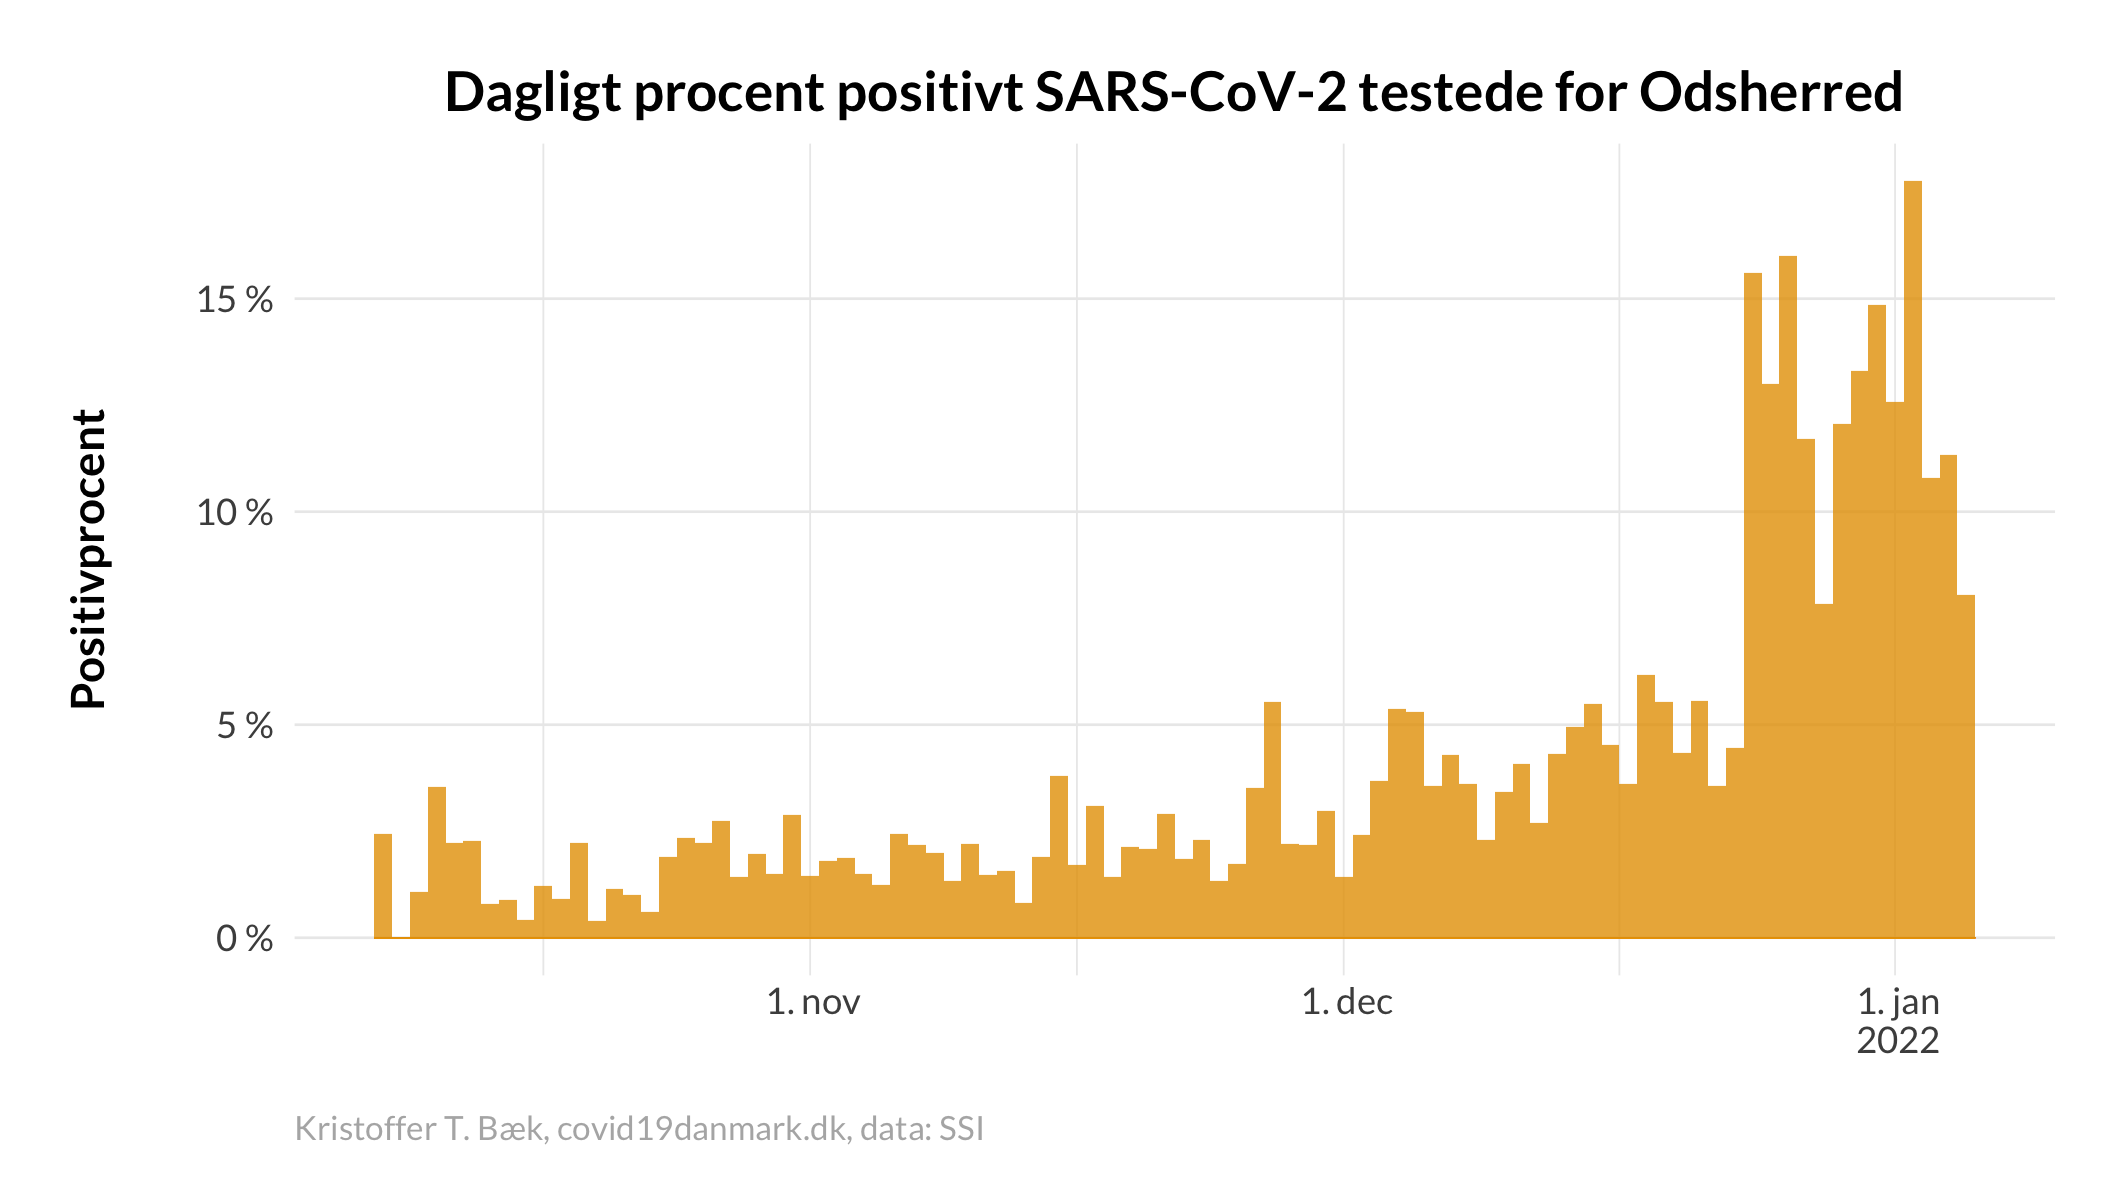 Dagligt procent positivt SARS-CoV-2 testede for Odsherred
Positivprocent
15 %
10 %
5 %
0 %
1. nov
1. dec
1. jan
2022
Kristoffer T. Bæk, covid19danmark.dk, data: SSI